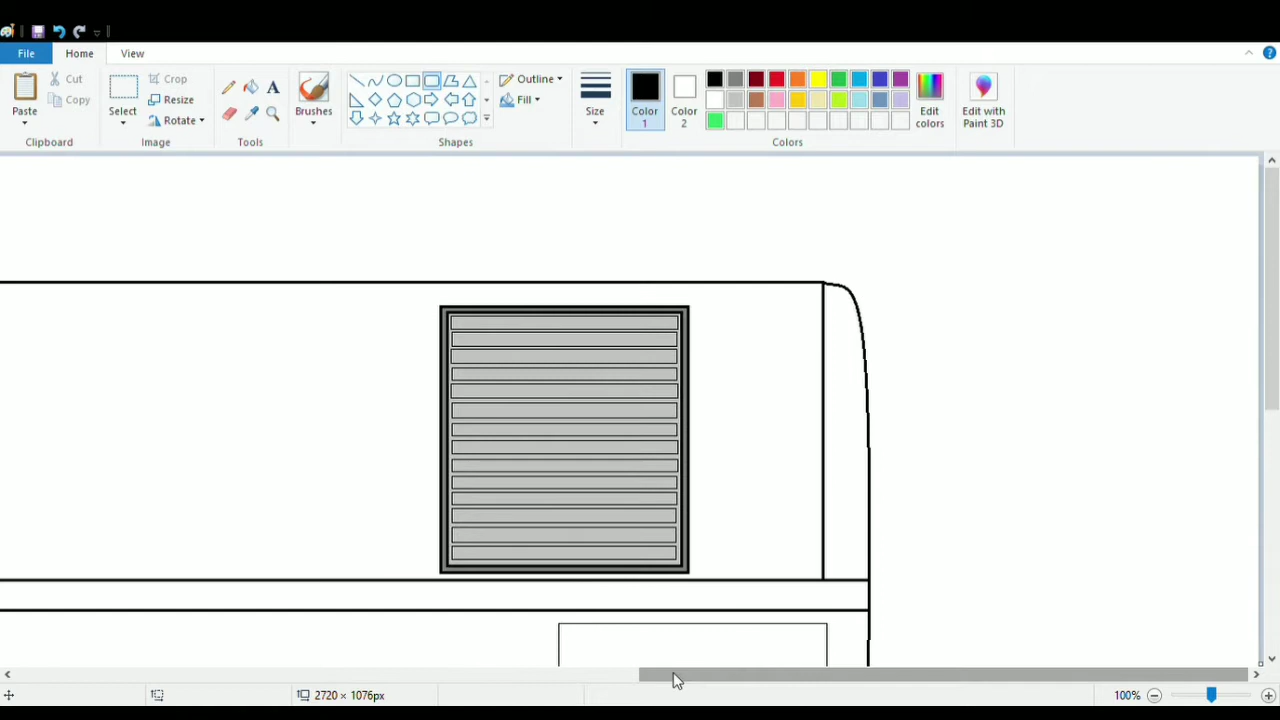 File Home View
Paste
Cut
Copy
Clipboard
Select
Crop
Resize
Rotate
Image
Tools
Brushes
Shapes
Outline
Fill
Size
Color
1
Color
2
Edit
colors
Colors
Edit with
Paint 3D
2720 × 1076px
100%